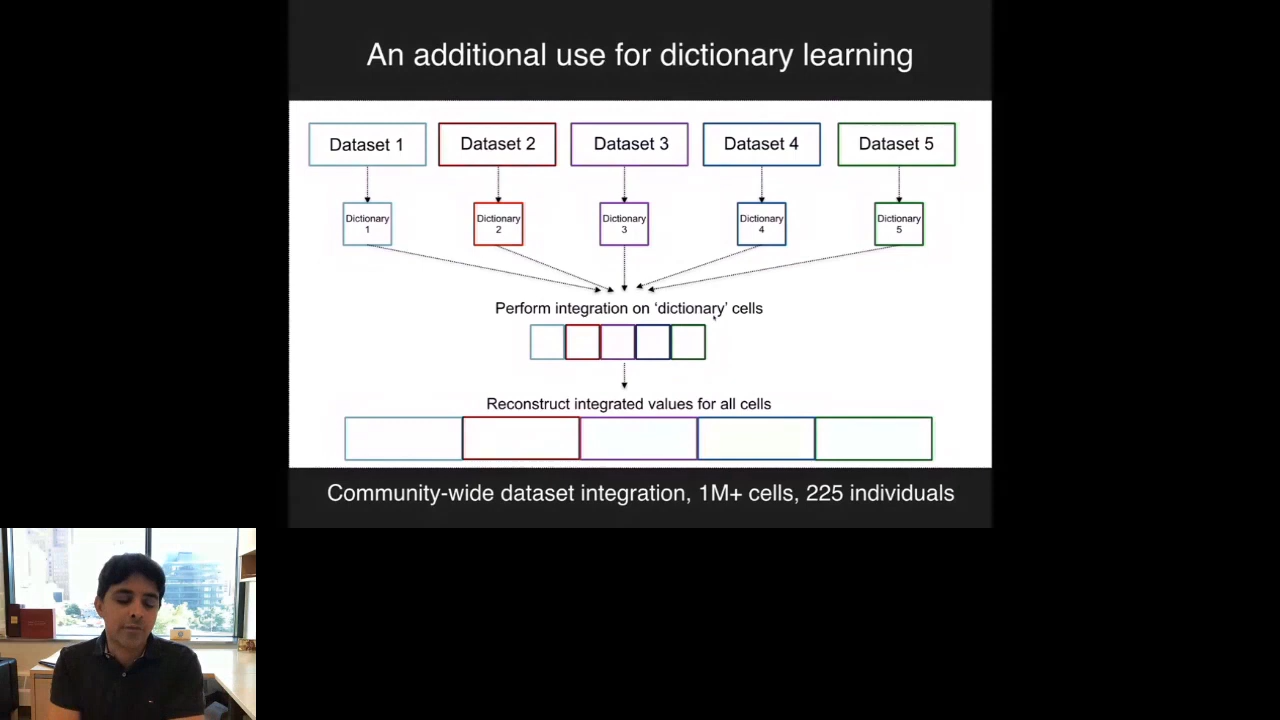 An additional use for dictionary learning
Dataset 1
Dataset 2
Dataset 3
Dataset 4
Dataset 5
Dictionary
1
Dictionary
2
Dictionary
3
Dictionary
4
Dictionary
5
Perform integration on ‘dictionary’ cells
Reconstruct integrated values for all cells
Community-wide dataset integration, 1M+ cells, 225 individuals